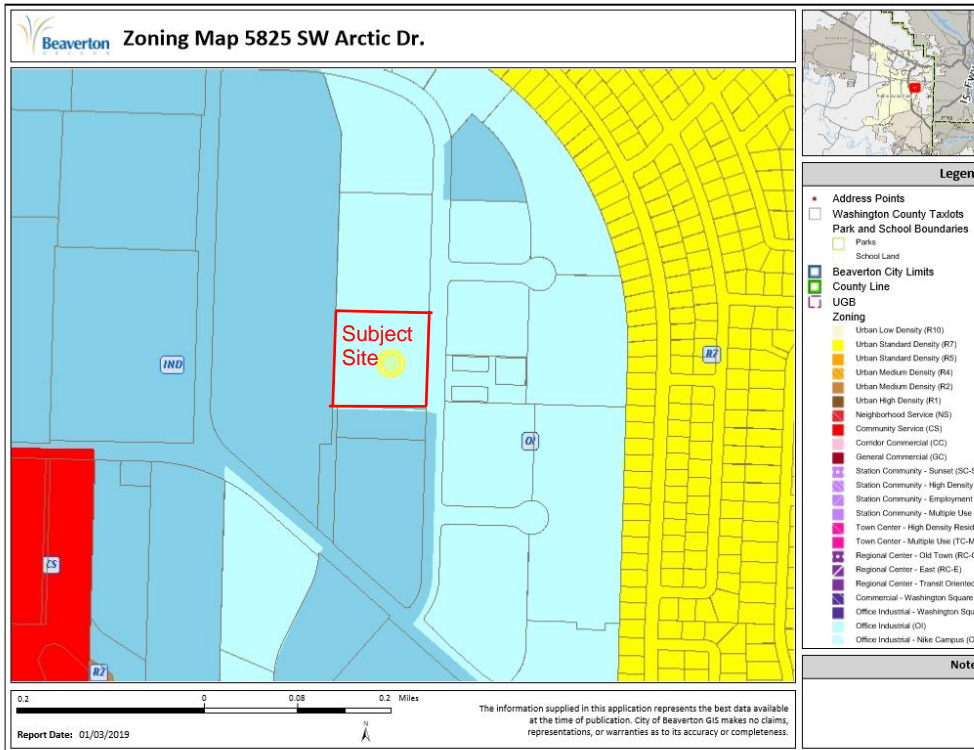 Beaverton
OREGON
Zoning Map 5825 SW Arctic Dr.
Subject
Site
IND
R7
OI
CS
R2
0.2
0
0.08
0.2 Miles
Report Date: 01/03/2019
N
The information supplied in this application represents the best data available
at the time of publication. City of Beaverton GIS makes no claims,
representations, or warranties as to its accuracy or completeness.
Legen
Address Points
Washington County Taxlots
Park and School Boundaries
Parks
School Land
Beaverton City Limits
County Line
UGB
Zoning
Urban Low Density (R10)
Urban Standard Density (R7)
Urban Standard Density (R5)
Urban Medium Density (R4)
Urban Medium Density (R2)
Urban High Density (R1)
Neighborhood Service (NS)
Community Service (CS)
Corridor Commercial (CC)
General Commercial (GC)
Station Community - Sunset (SC-S
Station Community - High Density
Station Community - Employment
Station Community - Multiple Use
Town Center - High Density Resid
Town Center - Multiple Use (TC-M
Regional Center - Old Town (RC-O
Regional Center - East (RC-E)
Regional Center - Transit Oriented
Commercial - Washington Square
Office Industrial - Washington Squ
Office Industrial (OI)
Office Industrial - Nike Campus (O
Note